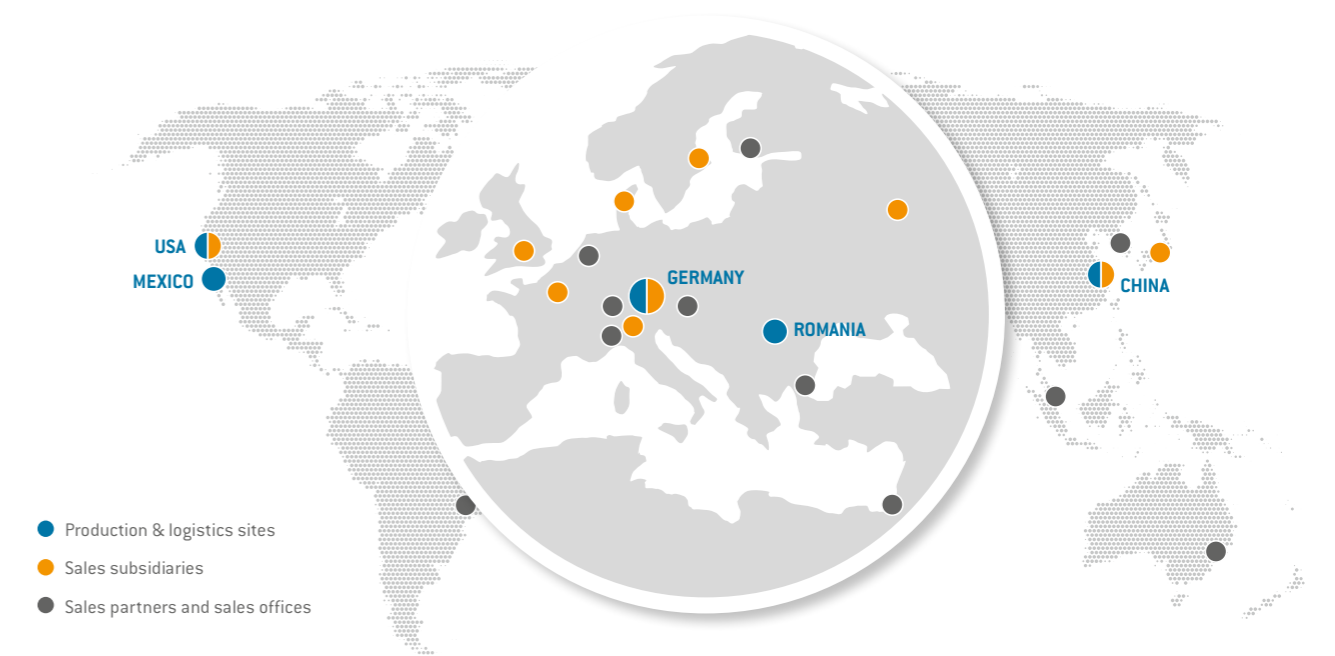 USA
MEXICO
GERMANY
ROMANIA
CHINA
Production & logistics sites
Sales subsidiaries
Sales partners and sales offices